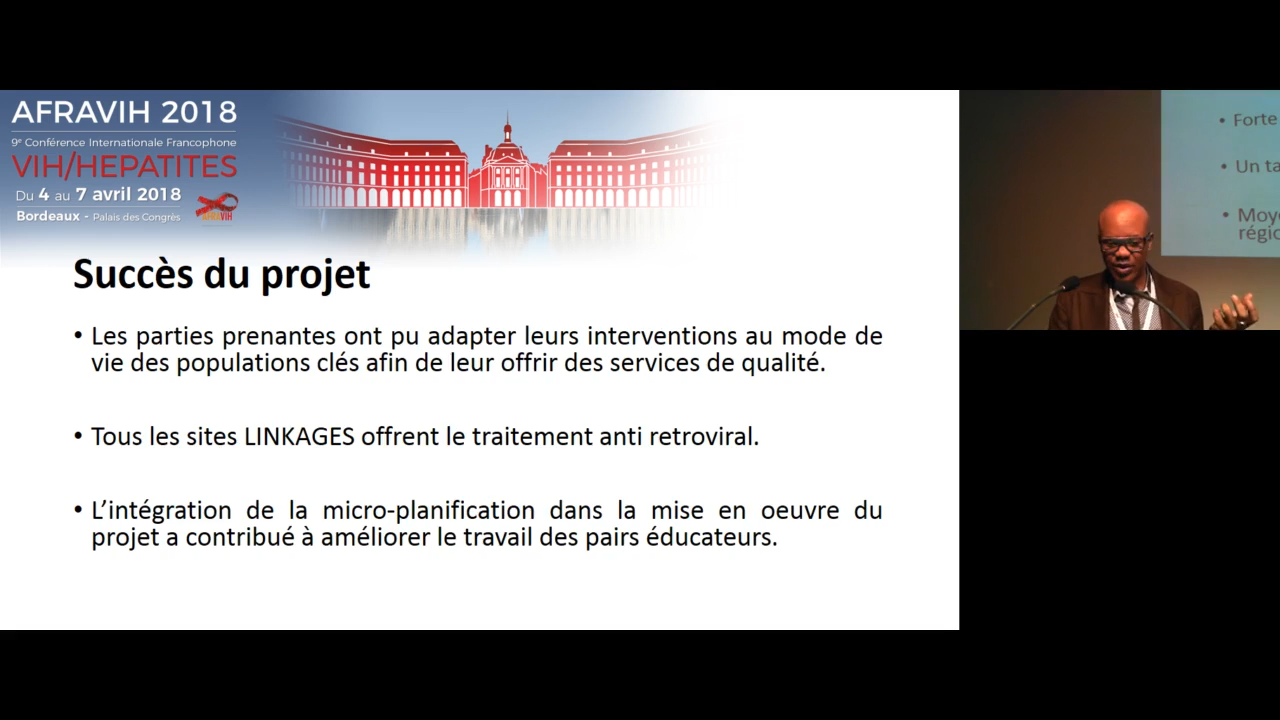 AFRAVIH 2018
9e Conférence Internationale Francophone
VIH/HEPATITES
Du 4 au 7 avril 2018
Bordeaux - Palais des Congrès
AFRAVIH
Succès du projet
• Les parties prenantes ont pu adapter leurs interventions au mode de
vie des populations clés afin de leur offrir des services de qualité.
• Tous les sites LINKAGES offrent le traitement anti retroviral.
• L’intégration de la micro-planification dans la mise en oeuvre du
projet a contribué à améliorer le travail des pairs éducateurs.
• Forte
• Un ta
• Moye
régio